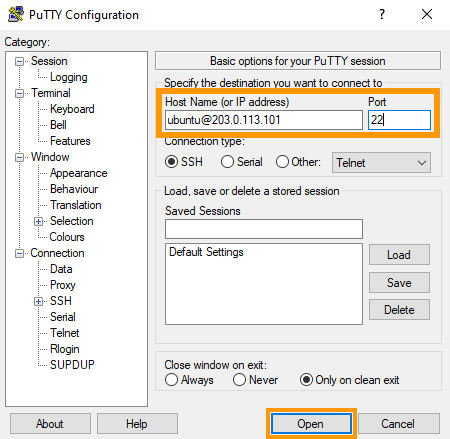 PuTTY Configuration
?
Category:
Session
Logging
Terminal
Keyboard
Bell
Features
Window
Appearance
Behaviour
Translation
Selection
Colours
Connection
Data
Proxy
SSH
Serial
Telnet
Rlogin
SUPDUP
Basic options for your PuTTY session
Specify the destination you want to connect to
Host Name (or IP address) Port
ubuntu@203.0.113.101 22
Connection type:
SSH Serial Other: Telnet
Load, save or delete a stored session
Saved Sessions
Default Settings
Load
Save
Delete
Close window on exit:
Always Never Only on clean exit
About Help Open Cancel